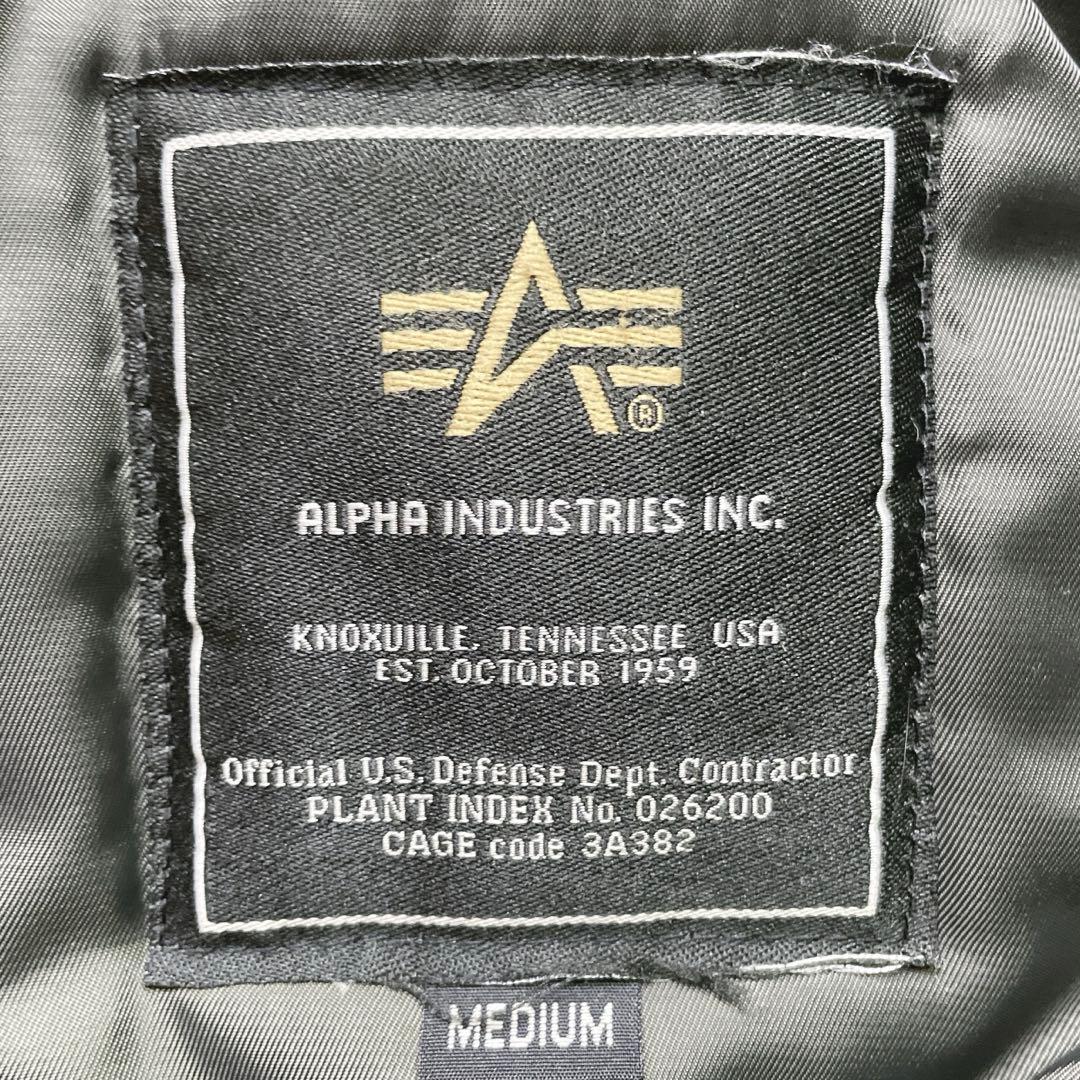 ®
ALPHA INDUSTRIES INC.
KNOXVILLE, TENNESSEE USA
EST. OCTOBER 1959
Official U.S. Defense Dept. Contractor
PLANT INDEX No. 026200
CAGE code 3A382
MEDIUM